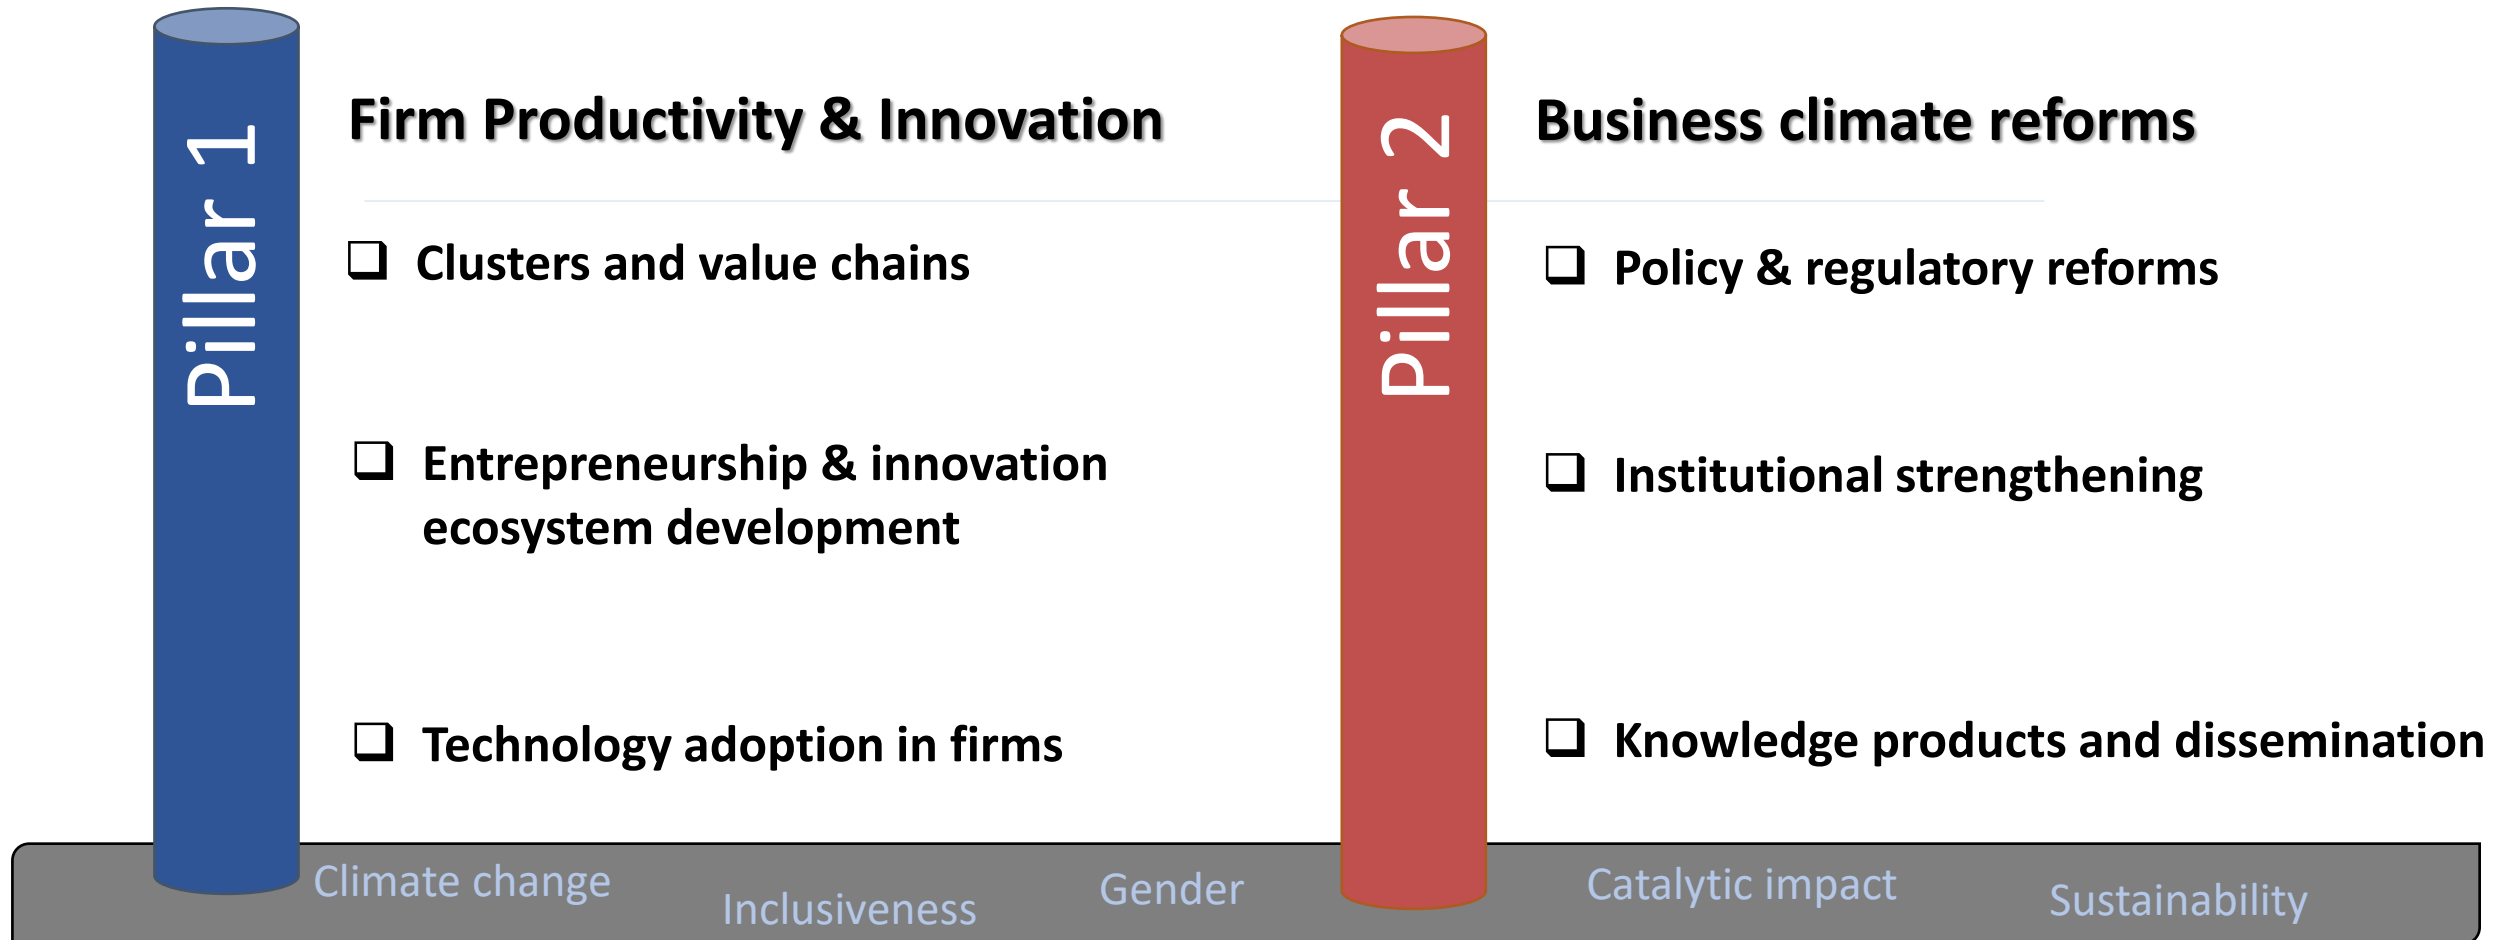 Pillar 1
Firm Productivity & Innovation
Clusters and value chains
Entrepreneurship & innovation
ecosystem development
Technology adoption in firms
Pillar 2
Business climate reforms
Policy & regulatory reforms
Institutional strengthening
Knowledge products and dissemination
Climate change
Inclusiveness
Gender
Catalytic impact
Sustainability